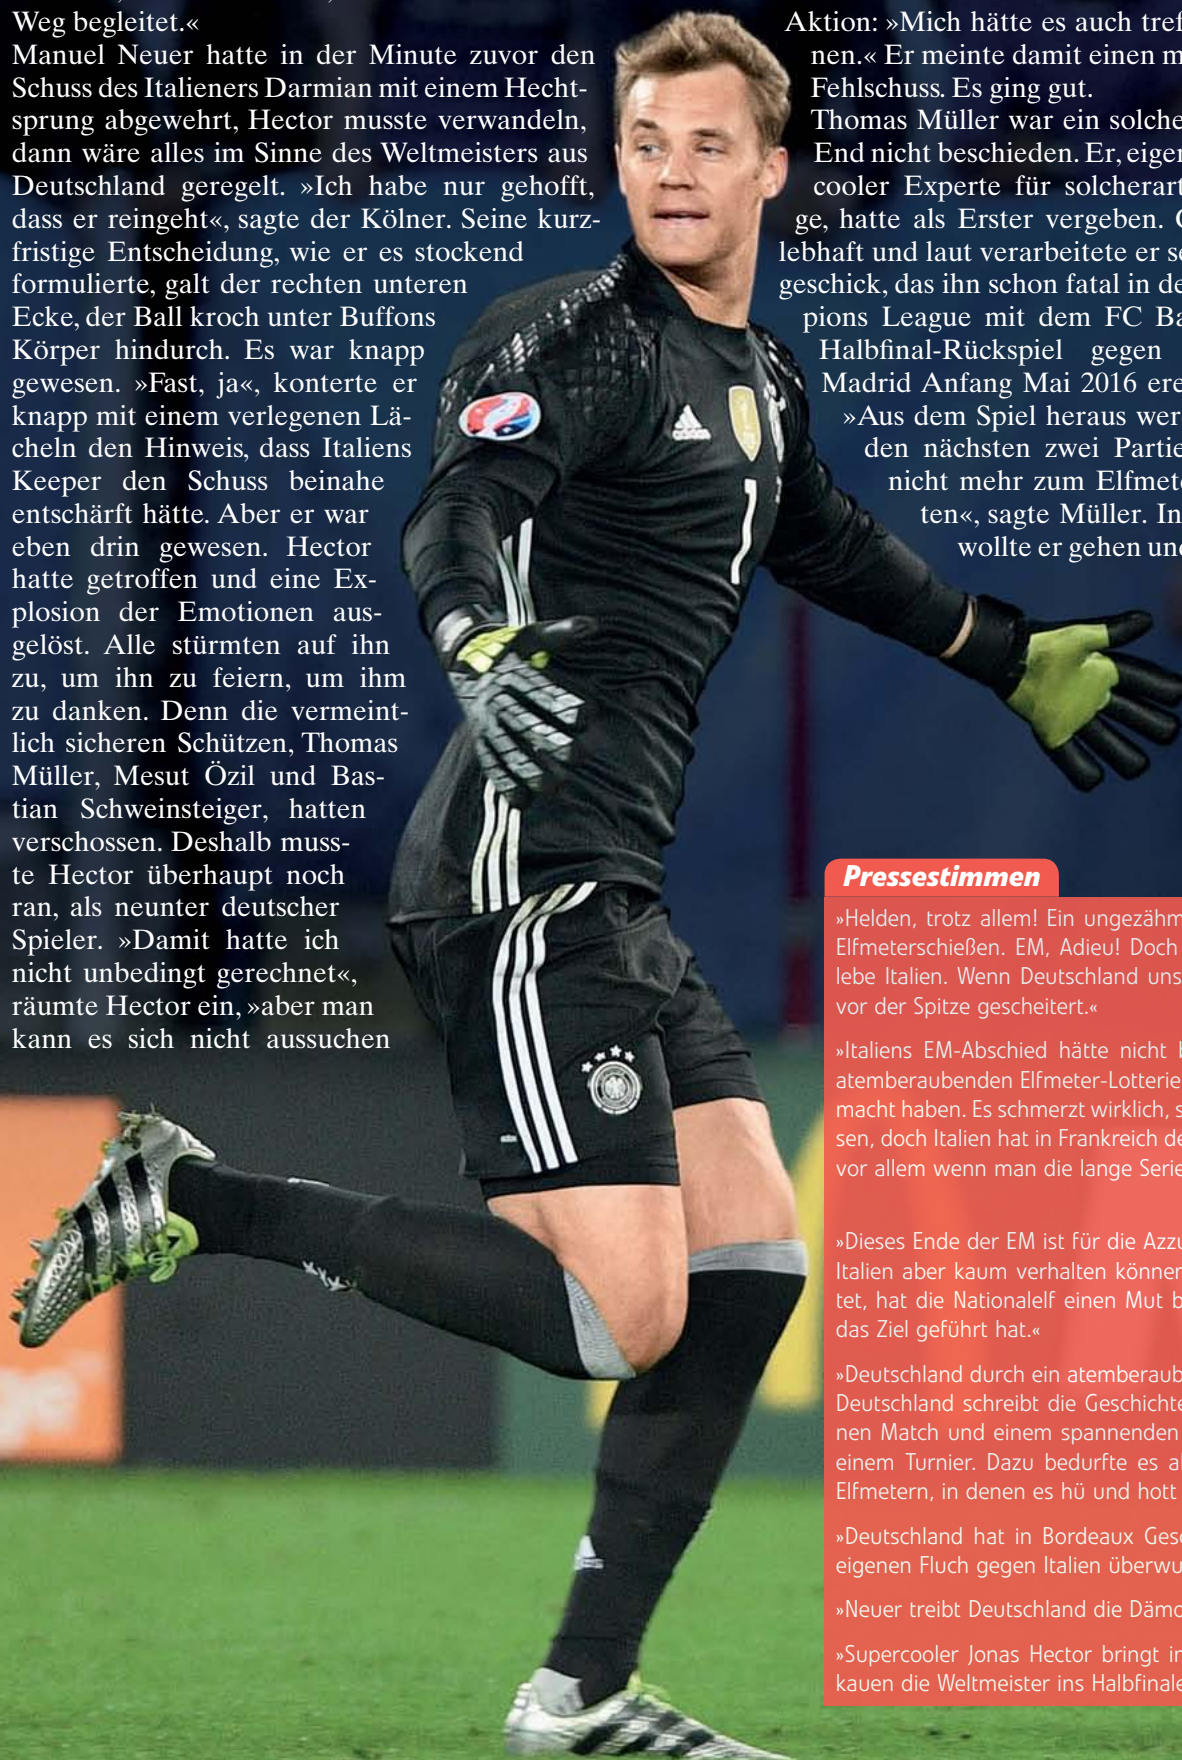 Weg begleitet.«
Manuel Neuer hatte in der Minute zuvor den
Schuss des Italieners Darmian mit einem Hecht-
sprung abgewehrt, Hector musste verwandeln,
dann wäre alles im Sinne des Weltmeisters aus
Deutschland geregelt. »Ich habe nur gehofft,
dass er reingeht«, sagte der Kölner. Seine kurz-
fristige Entscheidung, wie er es stockend
formulierte, galt der rechten unteren
Ecke, der Ball kroch unter Buffons
Körper hindurch. Es war knapp
gewesen. »Fast, ja«, konterte er
knapp mit einem verlegenen Lä-
cheln den Hinweis, dass Italiens
Keeper den Schuss beinahe
entschärft hätte. Aber er war
eben drin gewesen. Hector
hatte getroffen und eine Ex-
plosion der Emotionen aus-
gelöst. Alle stürmten auf ihn
zu, um ihn zu feiern, um ihm
zu danken. Denn die vermeint-
lich sicheren Schützen, Thomas
Müller, Mesut Özil und Bas-
tian Schweinsteiger, hatten
verschossen. Deshalb muss-
te Hector überhaupt noch
ran, als neunter deutscher
Spieler. »Damit hatte ich
nicht unbedingt gerechnet«,
räumte Hector ein, »aber man
kann es sich nicht aussuchen
Aktion: »Mich hätte es auch tref
nen.« Er meinte damit einen m
Fehlschuss. Es ging gut.
Thomas Müller war ein solche
End nicht beschieden. Er, eiger
cooler Experte für solcherart
ge, hatte als Erster vergeben.
lebhaft und laut verarbeitete er se
geschick, das ihn schon fatal in de
pions League mit dem FC Ba
Halbfinal-Rückspiel gegen
Madrid Anfang Mai 2016 ere
»Aus dem Spiel heraus wer
den nächsten zwei Partie
nicht mehr zum Elfmete
ten«, sagte Müller. In
wollte er gehen und
1
Pressestimmen
»Helden, trotz allem! Ein ungezähm
Elfmeterschießen. EM, Adieu! Doch
lebe Italien. Wenn Deutschland uns
vor der Spitze gescheitert.«
»Italiens EM-Abschied hätte nicht b
atemberaubenden Elfmeter-Lotterie
macht haben. Es schmerzt wirklich, s
sen, doch Italien hat in Frankreich de
vor allem wenn man die lange Serie
»Dieses Ende der EM ist für die Azzu
Italien aber kaum verhalten könner
tet, hat die Nationalelf einen Mut b
das Ziel geführt hat.«
»Deutschland durch ein atemberaub
Deutschland schreibt die Geschichte
nen Match und einem spannenden
einem Turnier. Dazu bedurfte es al
Elfmetern, in denen es hü und hott
»Deutschland hat in Bordeaux Gesc
eigenen Fluch gegen Italien überwu
»Neuer treibt Deutschland die Dämo
»Supercooler Jonas Hector bringt in
kauen die Weltmeister ins Halbfinale
ge